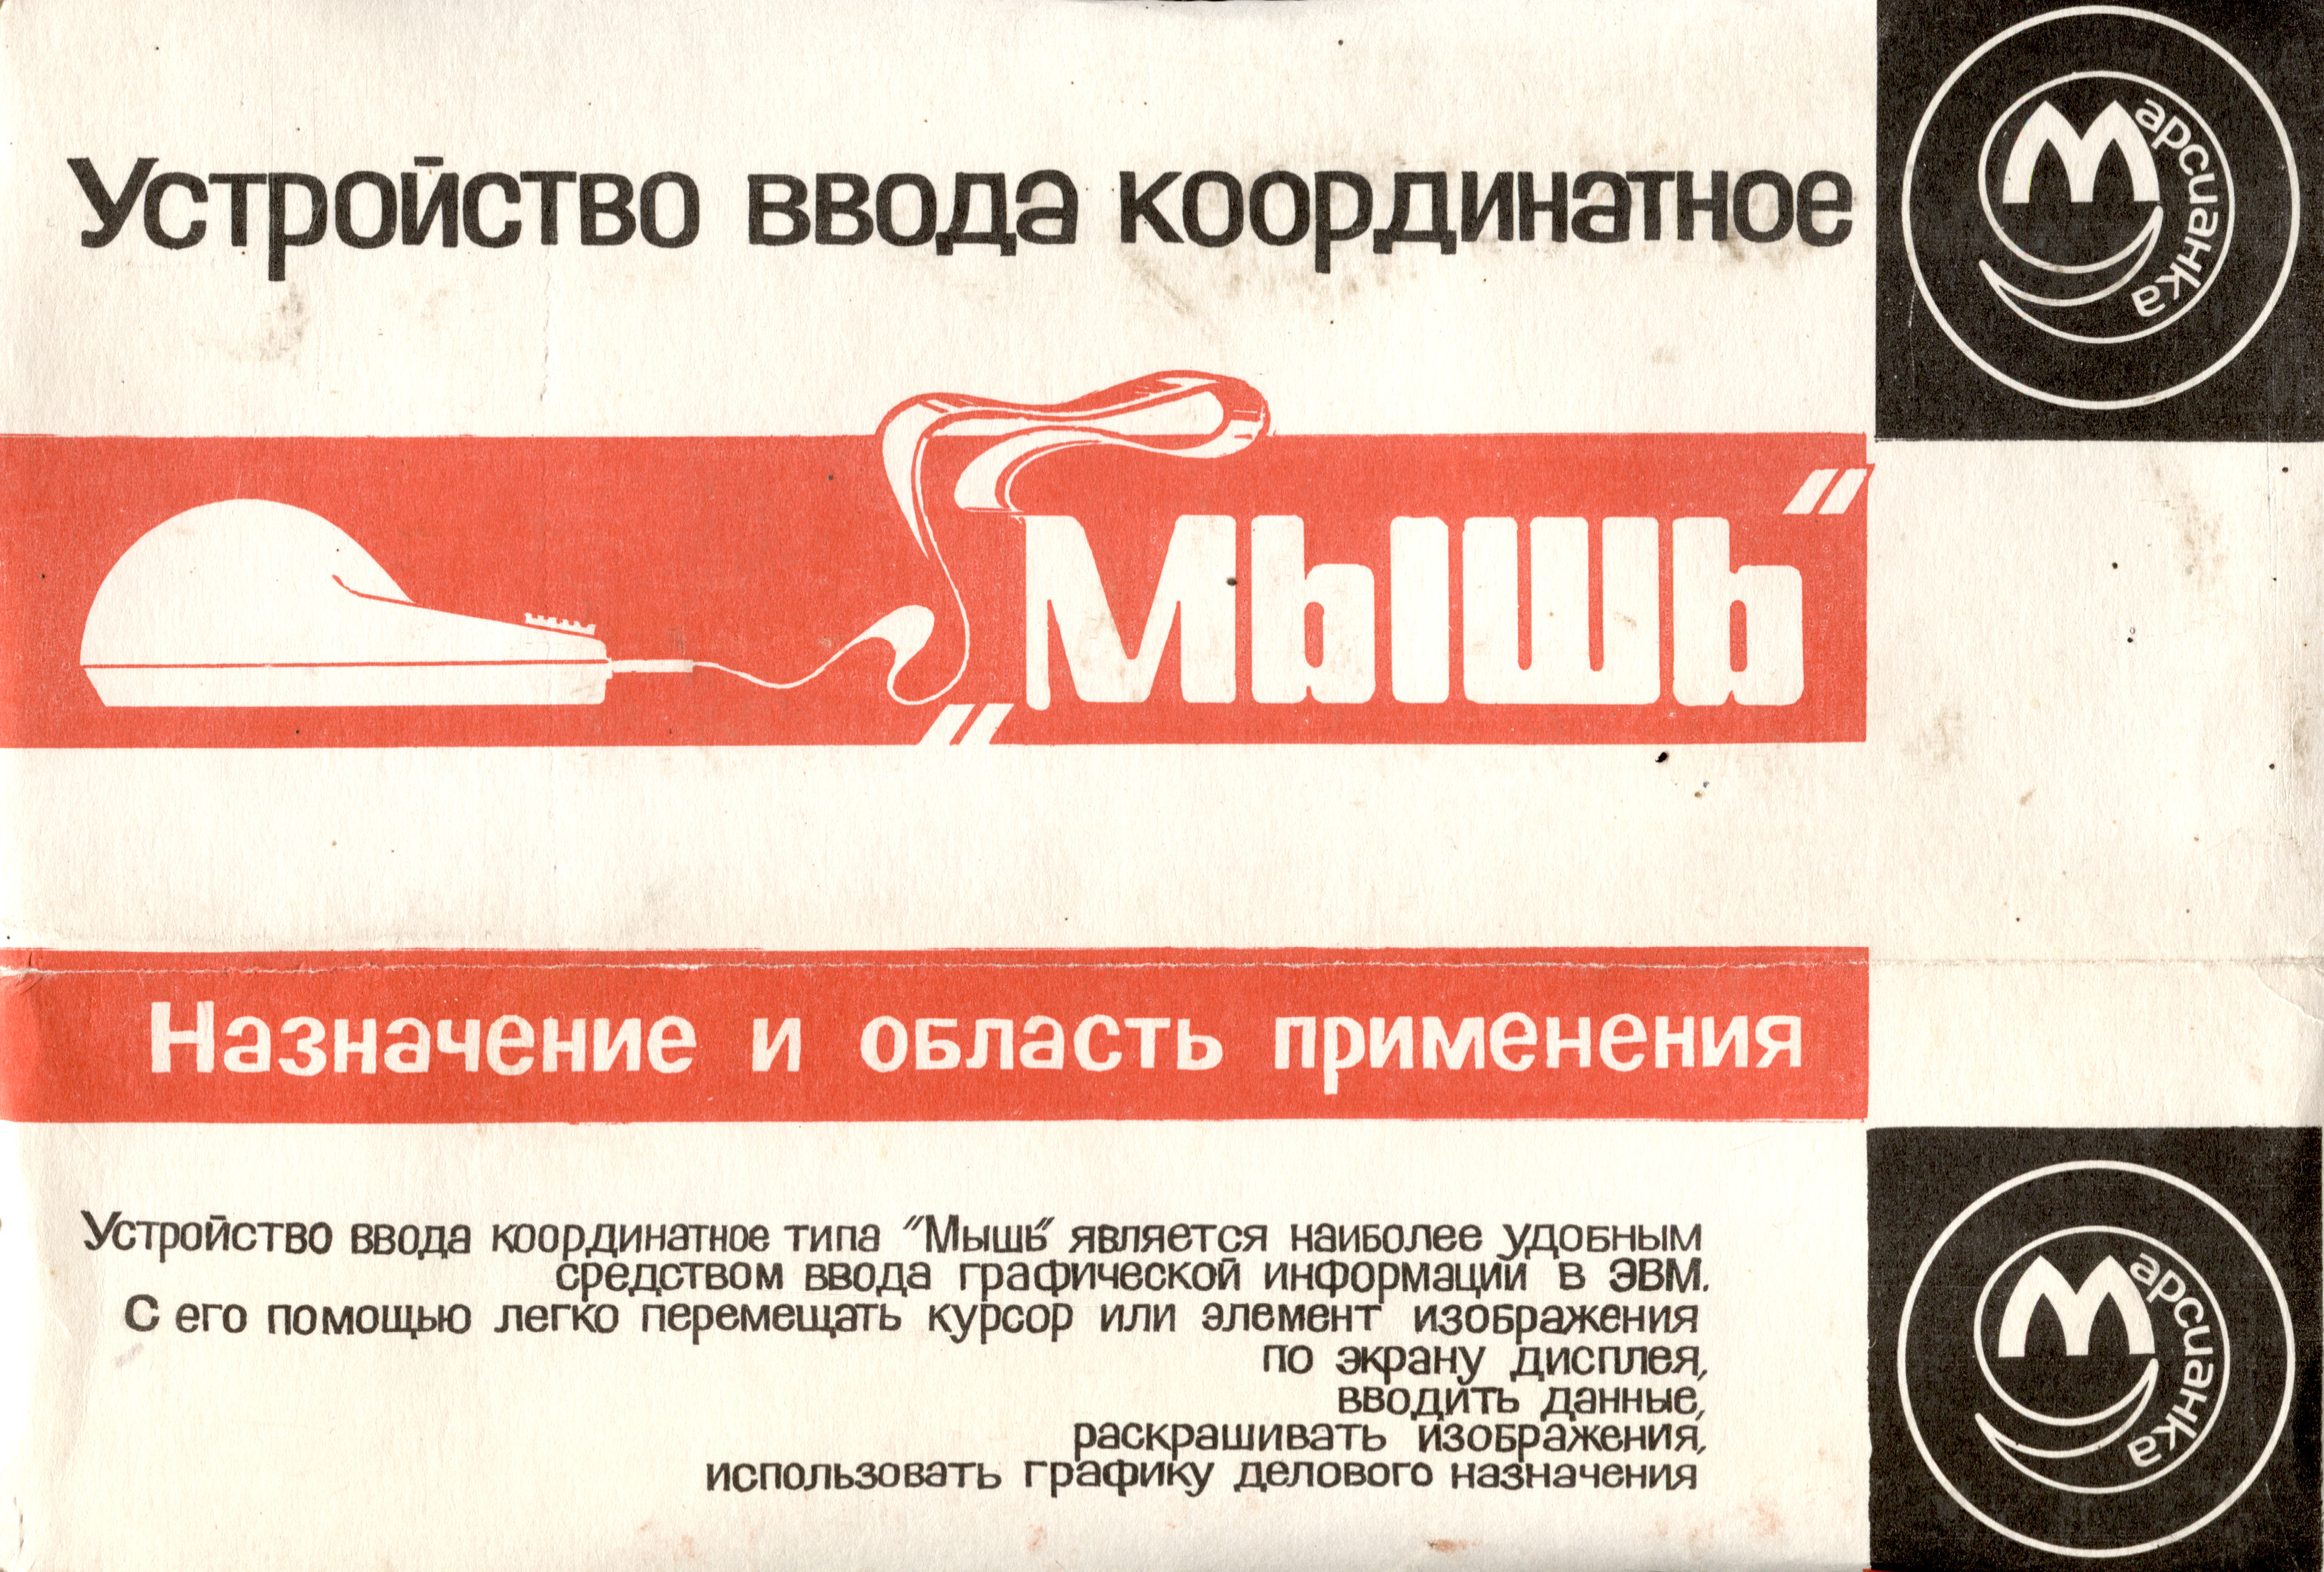 Устройство ввода координатное
Марсианка
„Мышь"
Назначение и область применения
Устройство ввода координатное типа "Мышь" является наиболее удобным
средством ввода графической информации в ЭВМ.
С его помощью легко перемещать курсор или элемент изображения
по экрану дисплея,
вводить данные,
раскрашивать изображения,
использовать графику делового назначения
Марсианка